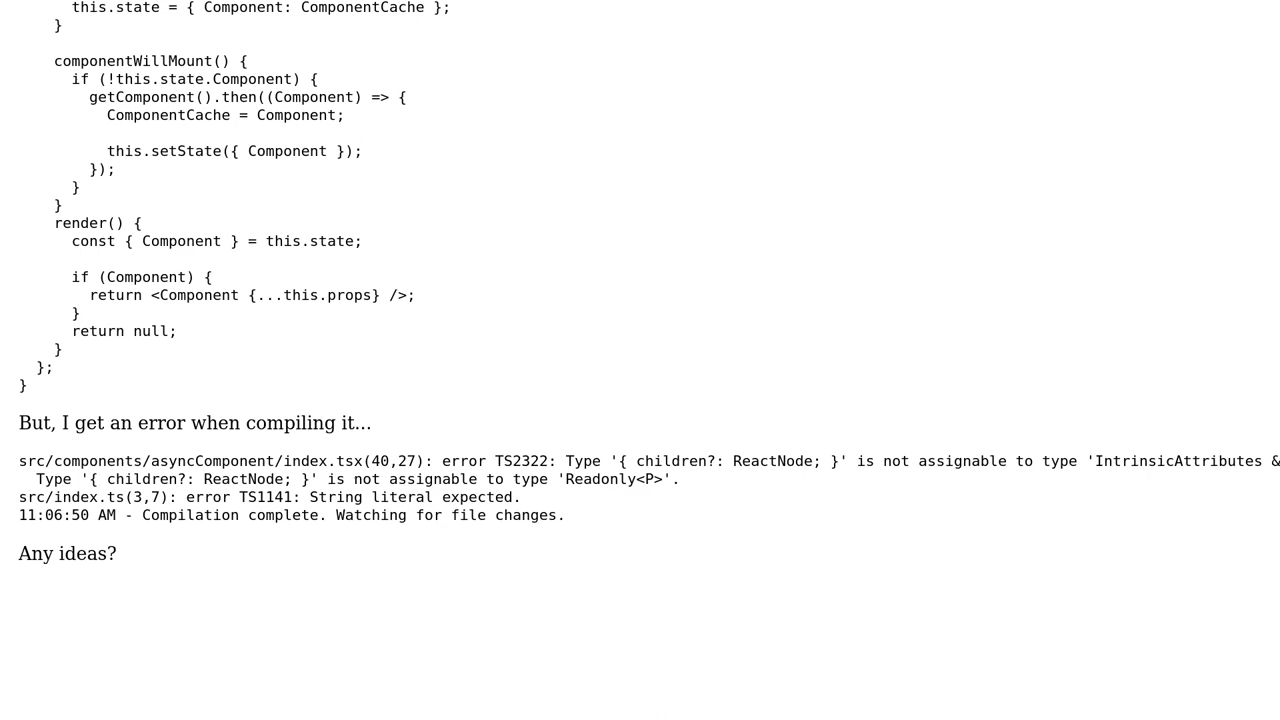 this.state = { Component: ComponentCache };
}
componentWillMount() {
if (!this.state.Component) {
getComponent().then((Component) => {
ComponentCache = Component;
this.setState({ Component });
});
}
}
render() {
const { Component } = this.state;
if (Component) {
return <Component {...this.props} />;
}
return null;
}
};
}
But, I get an error when compiling it...
src/components/asyncComponent/index.tsx(40,27): error TS2322: Type '{ children?: ReactNode; }' is not assignable to type 'IntrinsicAttributes &
Type '{ children?: ReactNode; }' is not assignable to type 'Readonly<P>'.
src/index.ts(3,7): error TS1141: String literal expected.
11:06:50 AM - Compilation complete. Watching for file changes.
Any ideas?